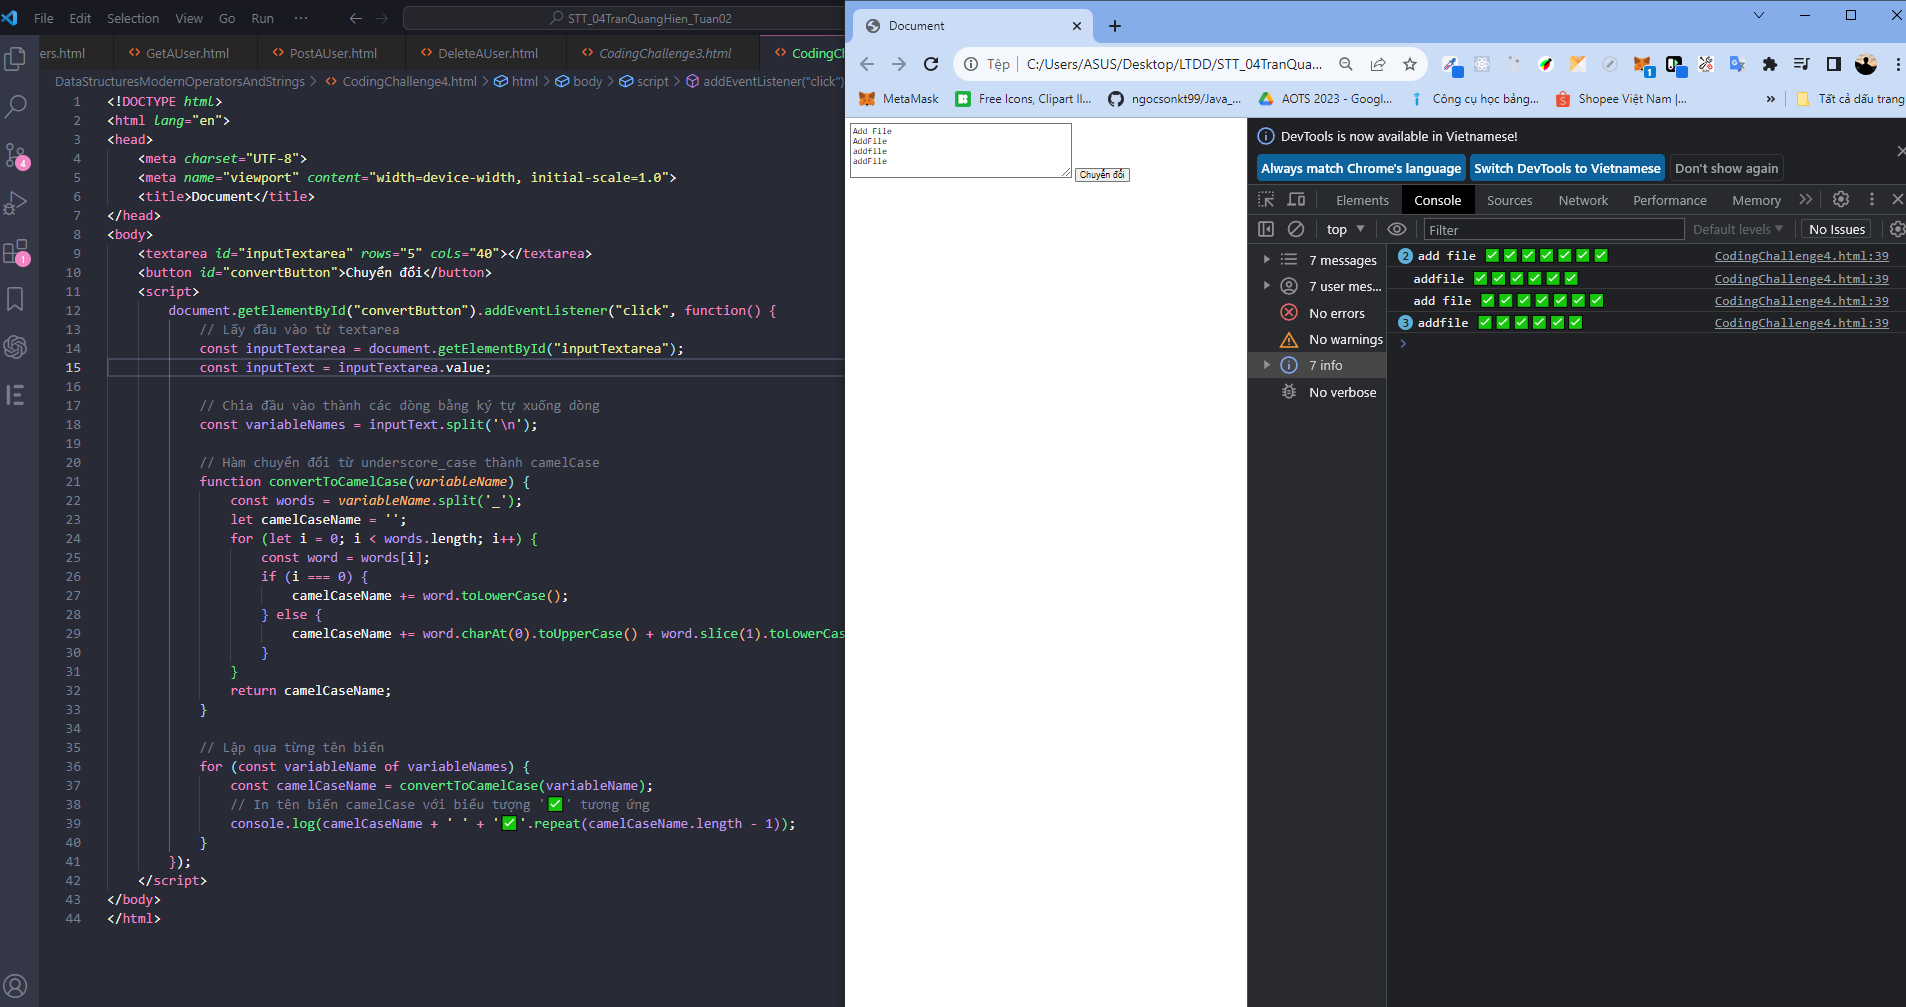 File Edit Selection View Go Run ··· STT_04TranQuangHien_Tuan02
ers.html GetAUser.html PostAUser.html DeleteAUser.html CodingChallenge3.html CodingCh
DataStructuresModernOperatorsAndStrings > CodingChallenge4.html > html > body > script > addEventListener("click")
1 <!DOCTYPE html>
2 <html lang="en">
3 <head>
4 <meta charset="UTF-8">
5 <meta name="viewport" content="width=device-width, initial-scale=1.0">
6 <title>Document</title>
7 </head>
8 <body>
9 <textarea id="inputTextarea" rows="5" cols="40"></textarea>
10 <button id="convertButton">Chuyển đổi</button>
11 <script>
12 document.getElementById("convertButton").addEventListener("click", function() {
13 // Lấy đầu vào từ textarea
14 const inputTextarea = document.getElementById("inputTextarea");
15 const inputText = inputTextarea.value;
16
17 // Chia đầu vào thành các dòng bằng ký tự xuống dòng
18 const variableNames = inputText.split('\n');
19
20 // Hàm chuyển đổi từ underscore_case thành camelCase
21 function convertToCamelCase(variableName) {
22 const words = variableName.split('_');
23 let camelCaseName = '';
24 for (let i = 0; i < words.length; i++) {
25 const word = words[i];
26 if (i === 0) {
27 camelCaseName += word.toLowerCase();
28 } else {
29 camelCaseName += word.charAt(0).toUpperCase() + word.slice(1).toLowerCas
30 }
31 }
32 return camelCaseName;
33 }
34
35 // Lặp qua từng tên biến
36 for (const variableName of variableNames) {
37 const camelCaseName = convertToCamelCase(variableName);
38 // In tên biến camelCase với biểu tượng '✅' tương ứng
39 console.log(camelCaseName + ' ' + '✅'.repeat(camelCaseName.length - 1));
40 }
41 });
42 </script>
43 </body>
44 </html>
4
1
Document
Tệp C:/Users/ASUS/Desktop/LTDD/STT_04TranQua... 1
MetaMask Free Icons, Clipart Il... ngocsonkt99/Java_... AOTS 2023 - Googl... Công cụ học bằng... Shopee Việt Nam |... » Tất cả dấu trang
Add File
AddFile
addfile
addFile
Chuyển đổi
DevTools is now available in Vietnamese!
Always match Chrome's language Switch DevTools to Vietnamese Don't show again
Elements Console Sources Network Performance Memory
top Filter Default levels No Issues
7 messages
7 user mes...
No errors
No warnings
7 info
No verbose
2 add file ✅✅✅✅✅✅✅ CodingChallenge4.html:39
addfile ✅✅✅✅✅✅ CodingChallenge4.html:39
add file ✅✅✅✅✅✅✅ CodingChallenge4.html:39
3 addfile ✅✅✅✅✅✅ CodingChallenge4.html:39